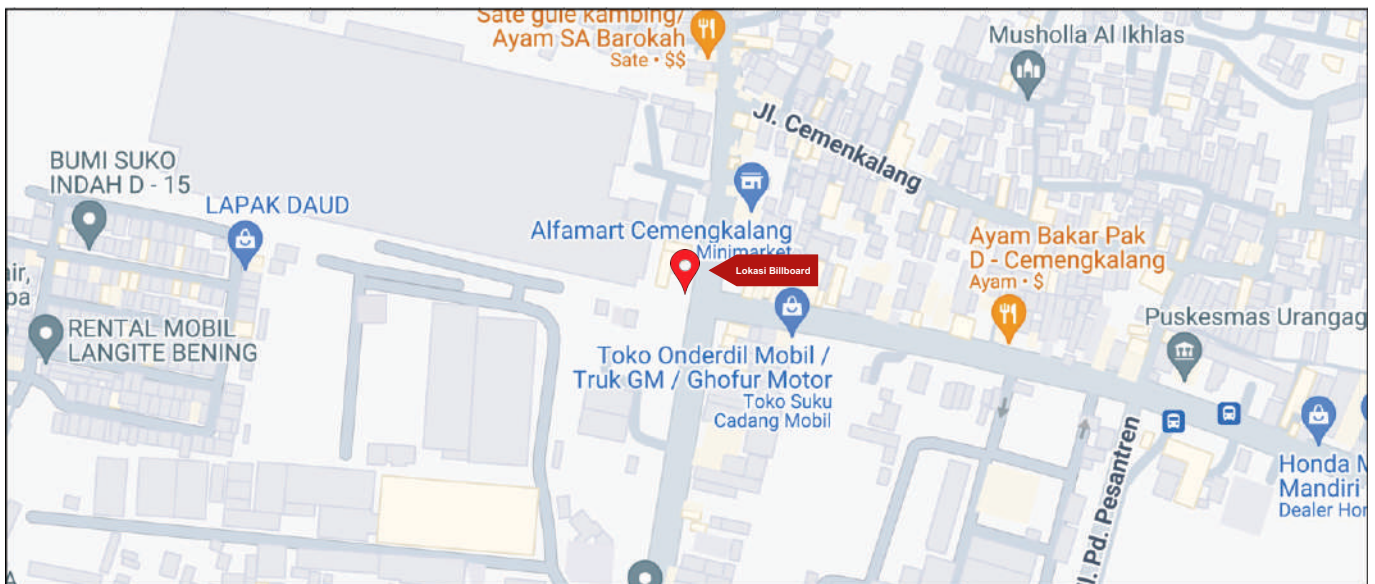 Sate gule kambing/
Ayam SA Barokah
Sate • $$
Musholla Al Ikhlas
Jl. Cemenkalang
BUMI SUKO
INDAH D - 15
LAPAK DAUD
Alfamart Cemengkalang
Minimarket
Lokasi Billboard
Ayam Bakar Pak
D - Cemengkalang
Ayam • $
air,
pa
RENTAL MOBIL
LANGITE BENING
Puskesmas Urangag
Toko Onderdil Mobil /
Truk GM / Ghofur Motor
Toko Suku
Cadang Mobil
Jl. Pd. Pesantren
Honda M
Mandiri
Dealer Hon